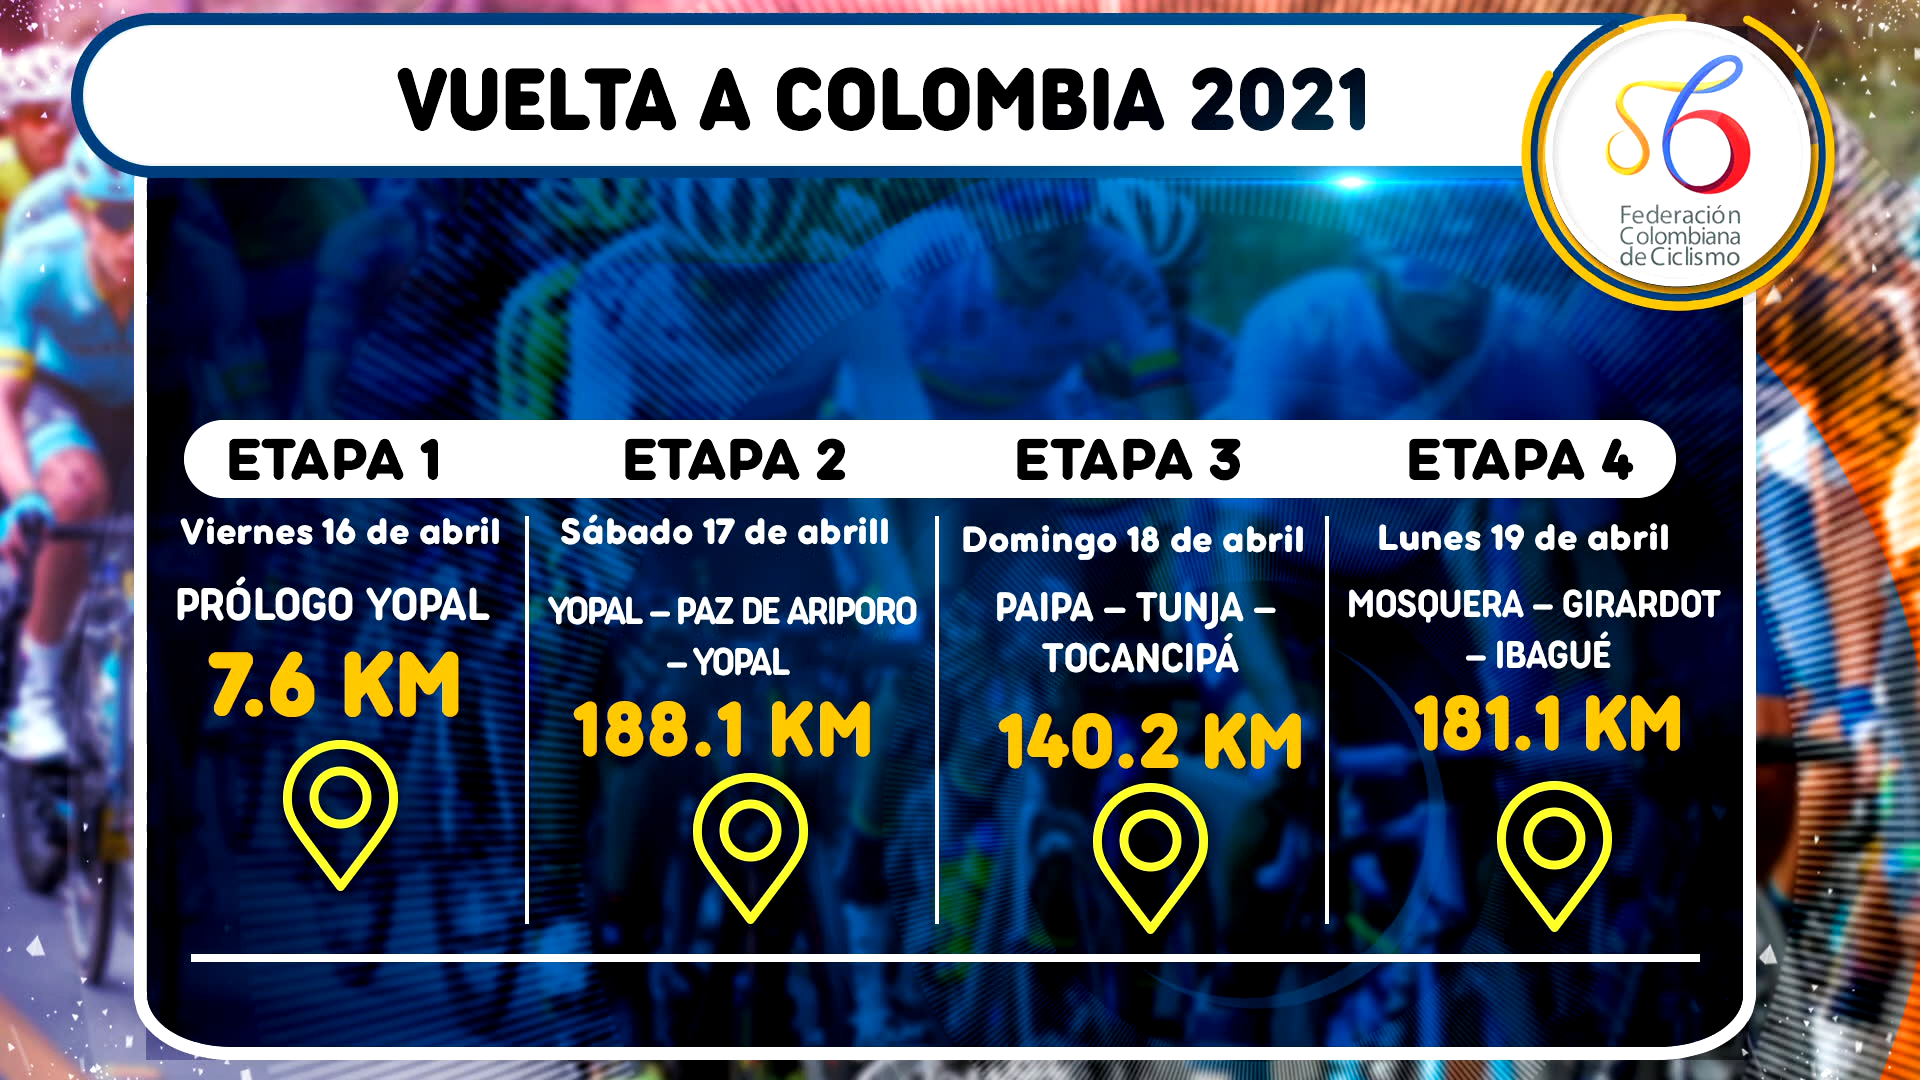 VUELTA A COLOMBIA 2021
Federación
Colombiana
de Ciclismo
ETAPA 1
Viernes 16 de abril
PRÓLOGO YOPAL
7.6 KM
ETAPA 2
Sábado 17 de abrill
YOPAL – PAZ DE ARIPORO
– YOPAL
188.1 KM
ETAPA 3
Domingo 18 de abril
PAIPA – TUNJA –
TOCANCIPÁ
140.2 KM
ETAPA 4
Lunes 19 de abril
MOSQUERA – GIRARDOT
– IBAGUÉ
181.1 KM